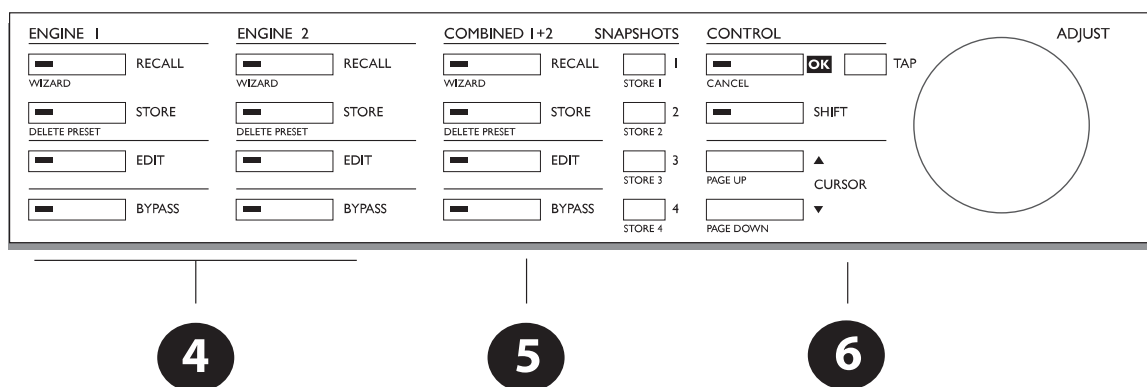 ENGINE 1 ENGINE 2 COMBINED 1+2 SNAPSHOTS CONTROL ADJUST
RECALL RECALL RECALL 1 OK TAP
WIZARD WIZARD WIZARD STORE 1 CANCEL
STORE STORE STORE 2 SHIFT
DELETE PRESET DELETE PRESET DELETE PRESET STORE 2
EDIT EDIT EDIT 3 ▲
STORE 3 PAGE UP CURSOR
BYPASS BYPASS BYPASS 4 ▼
STORE 4 PAGE DOWN
4 5 6